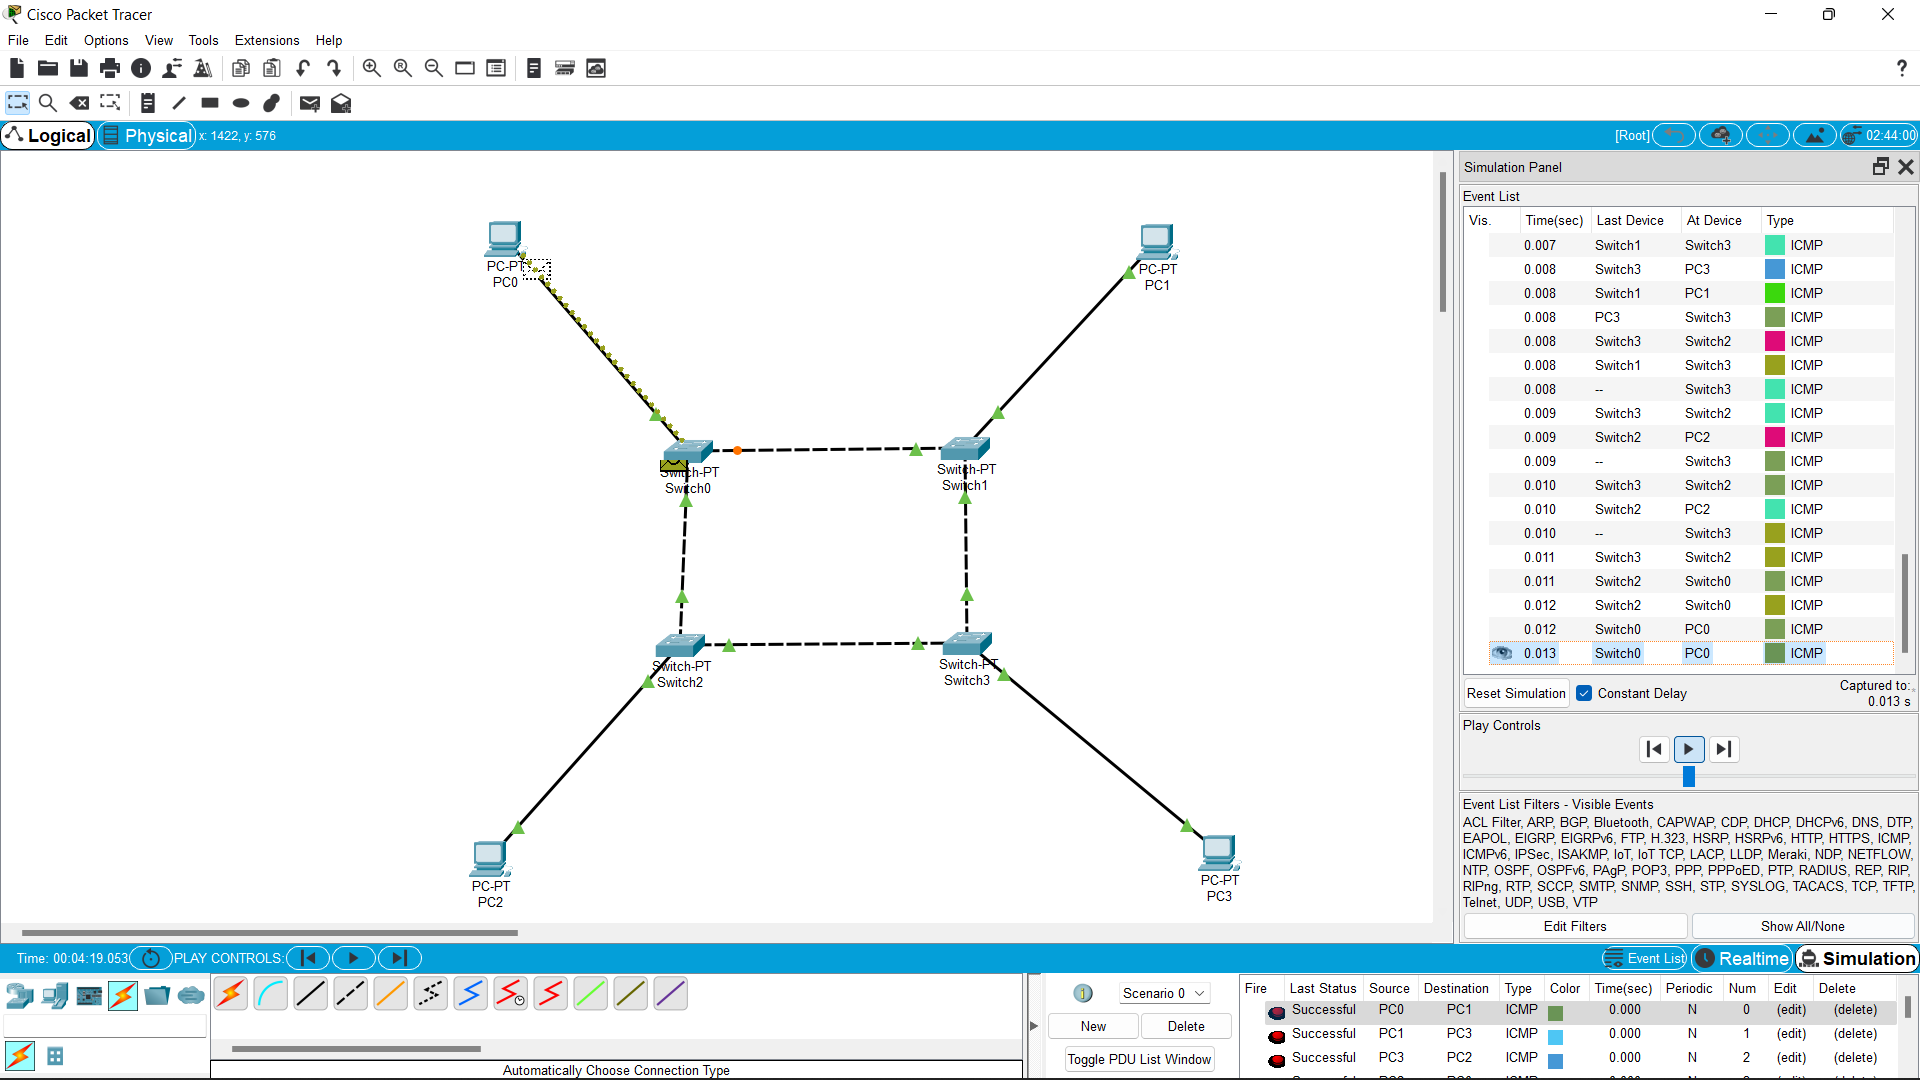 Cisco Packet Tracer
File Edit Options View Tools Extensions Help
?
Logical Physical x: 1422, y: 576
[Root] 02:44:00
PC-PT
PC0
PC-PT
PC1
Switch-PT
Switch0
Switch-PT
Switch1
Switch-PT
Switch2
Switch-PT
Switch3
PC-PT
PC2
PC-PT
PC3
Simulation Panel
Event List
Vis. Time(sec) Last Device At Device Type
0.007 Switch1 Switch3 ICMP
0.008 Switch3 PC3 ICMP
0.008 Switch1 PC1 ICMP
0.008 PC3 Switch3 ICMP
0.008 Switch3 Switch2 ICMP
0.008 Switch1 Switch3 ICMP
0.008 -- Switch3 ICMP
0.009 Switch3 Switch2 ICMP
0.009 Switch2 PC2 ICMP
0.009 -- Switch3 ICMP
0.010 Switch3 Switch2 ICMP
0.010 Switch2 PC2 ICMP
0.010 -- Switch3 ICMP
0.011 Switch3 Switch2 ICMP
0.011 Switch2 Switch0 ICMP
0.012 Switch2 Switch0 ICMP
0.012 Switch0 PC0 ICMP
0.013 Switch0 PC0 ICMP
Reset Simulation Constant Delay Captured to:
0.013 s
Play Controls
Event List Filters - Visible Events
ACL Filter, ARP, BGP, Bluetooth, CAPWAP, CDP, DHCP, DHCPv6, DNS, DTP,
EAPOL, EIGRP, EIGRPv6, FTP, H.323, HSRP, HSRPv6, HTTP, HTTPS, ICMP,
ICMPv6, IPSec, ISAKMP, IoT, IoT TCP, LACP, LLDP, Meraki, NDP, NETFLOW,
NTP, OSPF, OSPFv6, PAgP, POP3, PPP, PPPoED, PTP, RADIUS, REP, RIP,
RIPng, RTP, SCCP, SMTP, SNMP, SSH, STP, SYSLOG, TACACS, TCP, TFTP,
Telnet, UDP, USB, VTP
Edit Filters Show All/None
Time: 00:04:19.053 PLAY CONTROLS: Event List Realtime Simulation
Automatically Choose Connection Type
Scenario 0
New Delete
Toggle PDU List Window
Fire Last Status Source Destination Type Color Time(sec) Periodic Num Edit Delete
Successful PC0 PC1 ICMP 0.000 N 0 (edit) (delete)
Successful PC1 PC3 ICMP 0.000 N 1 (edit) (delete)
Successful PC3 PC2 ICMP 0.000 N 2 (edit) (delete)